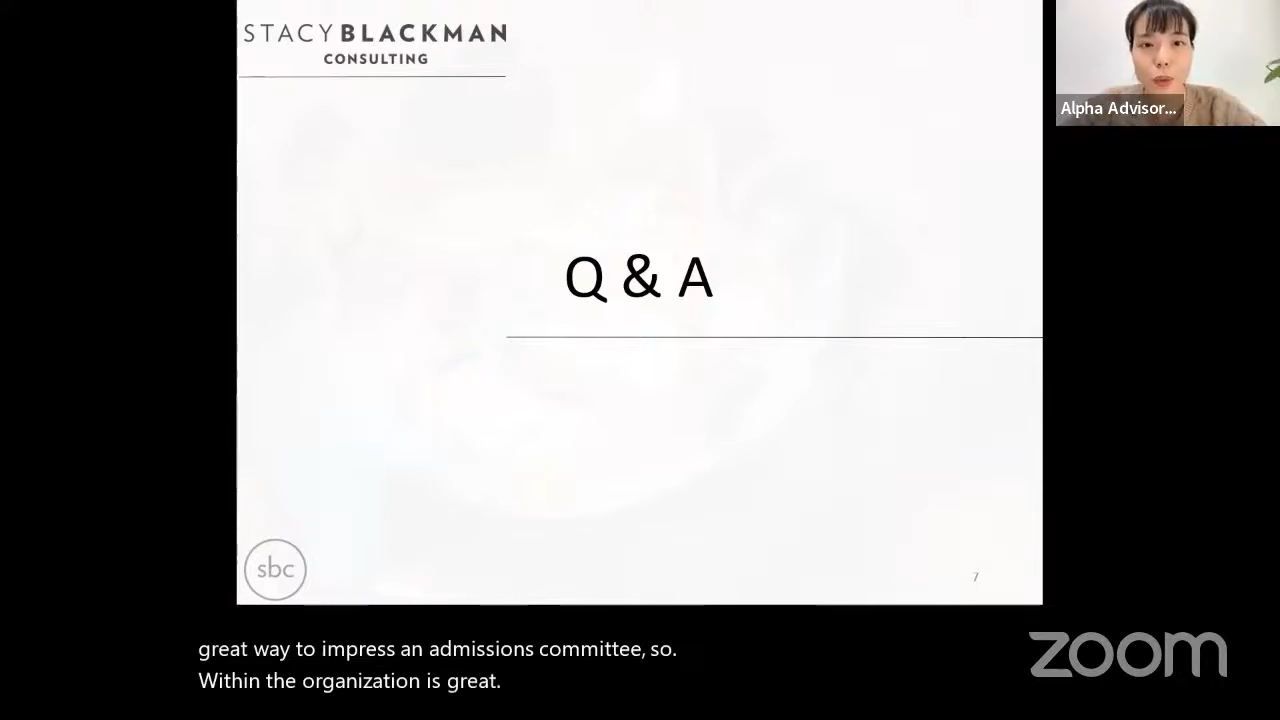 STACY BLACKMAN
CONSULTING
Alpha Advisor...
Q & A
sbc
7
great way to impress an admissions committee, so.
Within the organization is great.
zoom